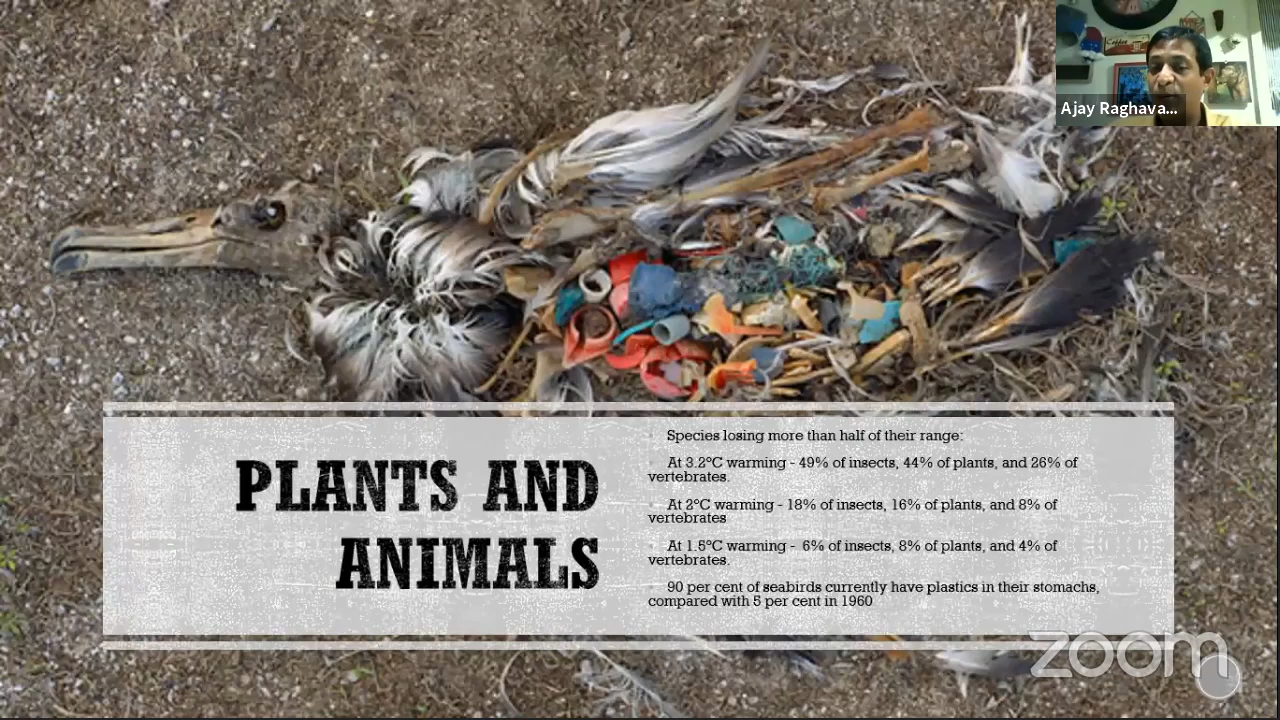 Coffee
Ajay Raghava...
PLANTS AND
ANIMALS
Species losing more than half of their range:
At 3.2°C warming - 49% of insects, 44% of plants, and 26% of
vertebrates.
At 2°C warming - 18% of insects, 16% of plants, and 8% of
vertebrates
At 1.5°C warming - 6% of insects, 8% of plants, and 4% of
vertebrates.
90 per cent of seabirds currently have plastics in their stomachs,
compared with 5 per cent in 1960
zoom